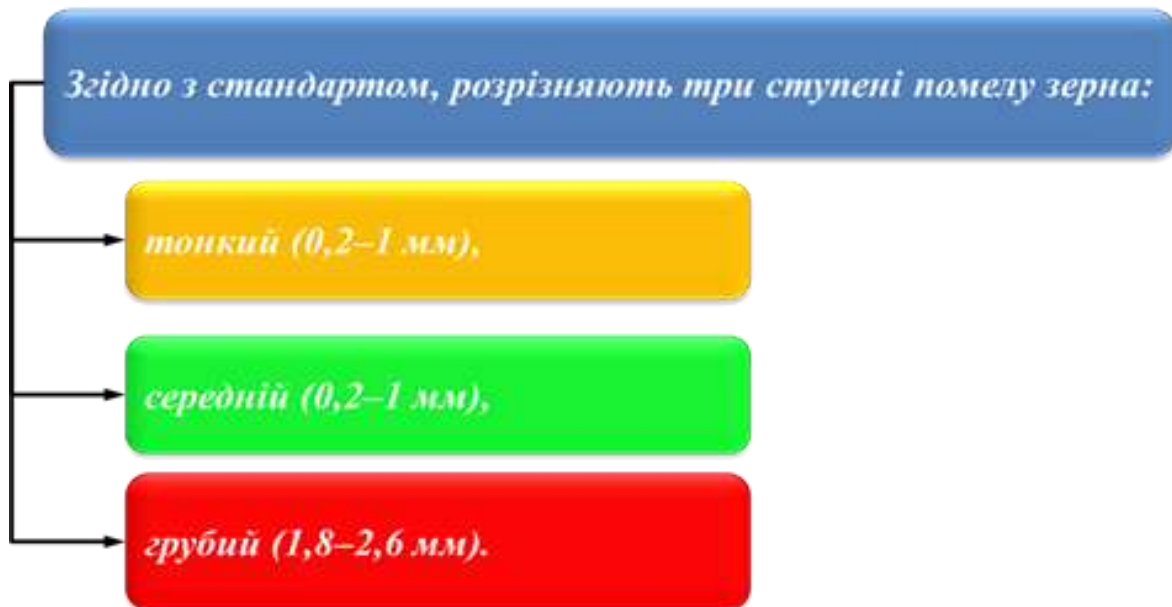 Згідно з стандартом, розрізняють три ступені помелу зерна:
тонкий (0,2–1 мм),
середній (0,2–1 мм),
грубий (1,8–2,6 мм).